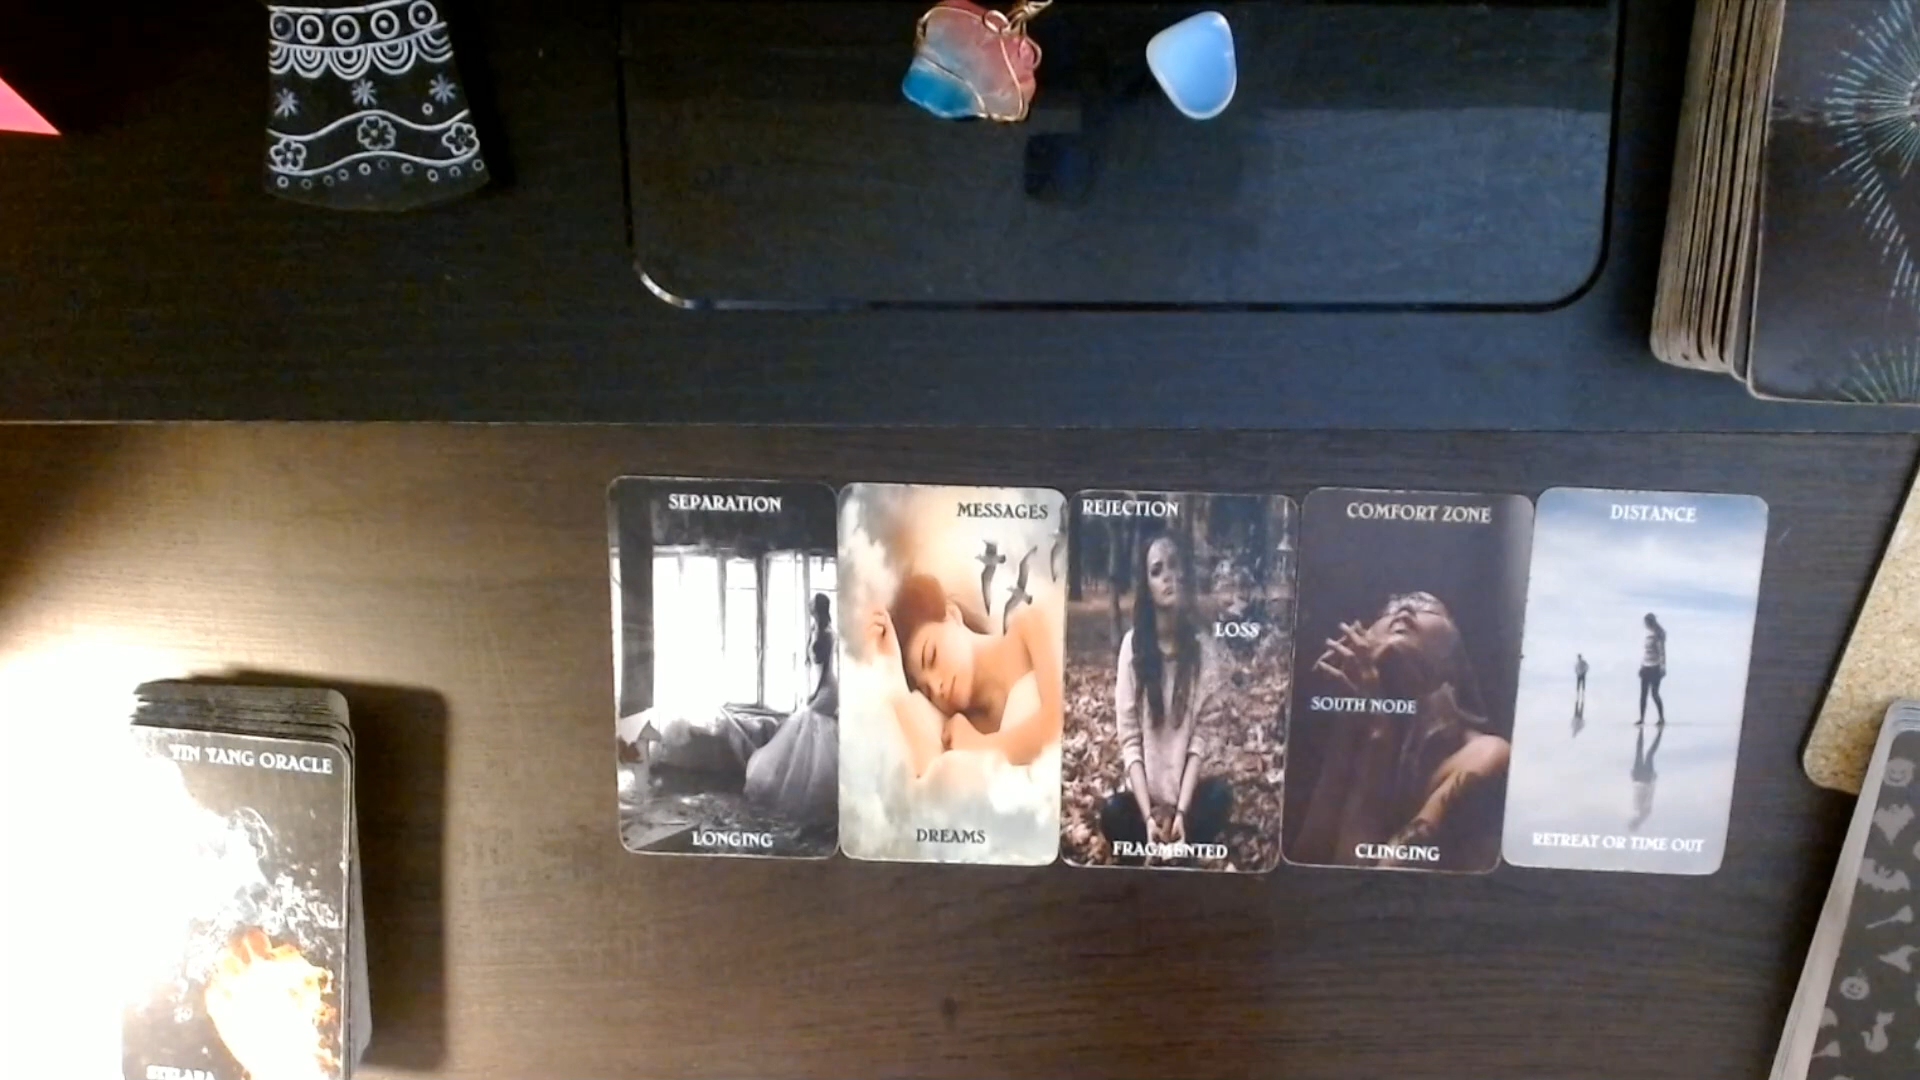 SEPARATION
LONGING
MESSAGES
DREAMS
REJECTION
LOSS
FRAGMENTED
COMFORT ZONE
SOUTH NODE
CLINGING
DISTANCE
RETREAT OR TIME OUT
YIN YANG ORACLE